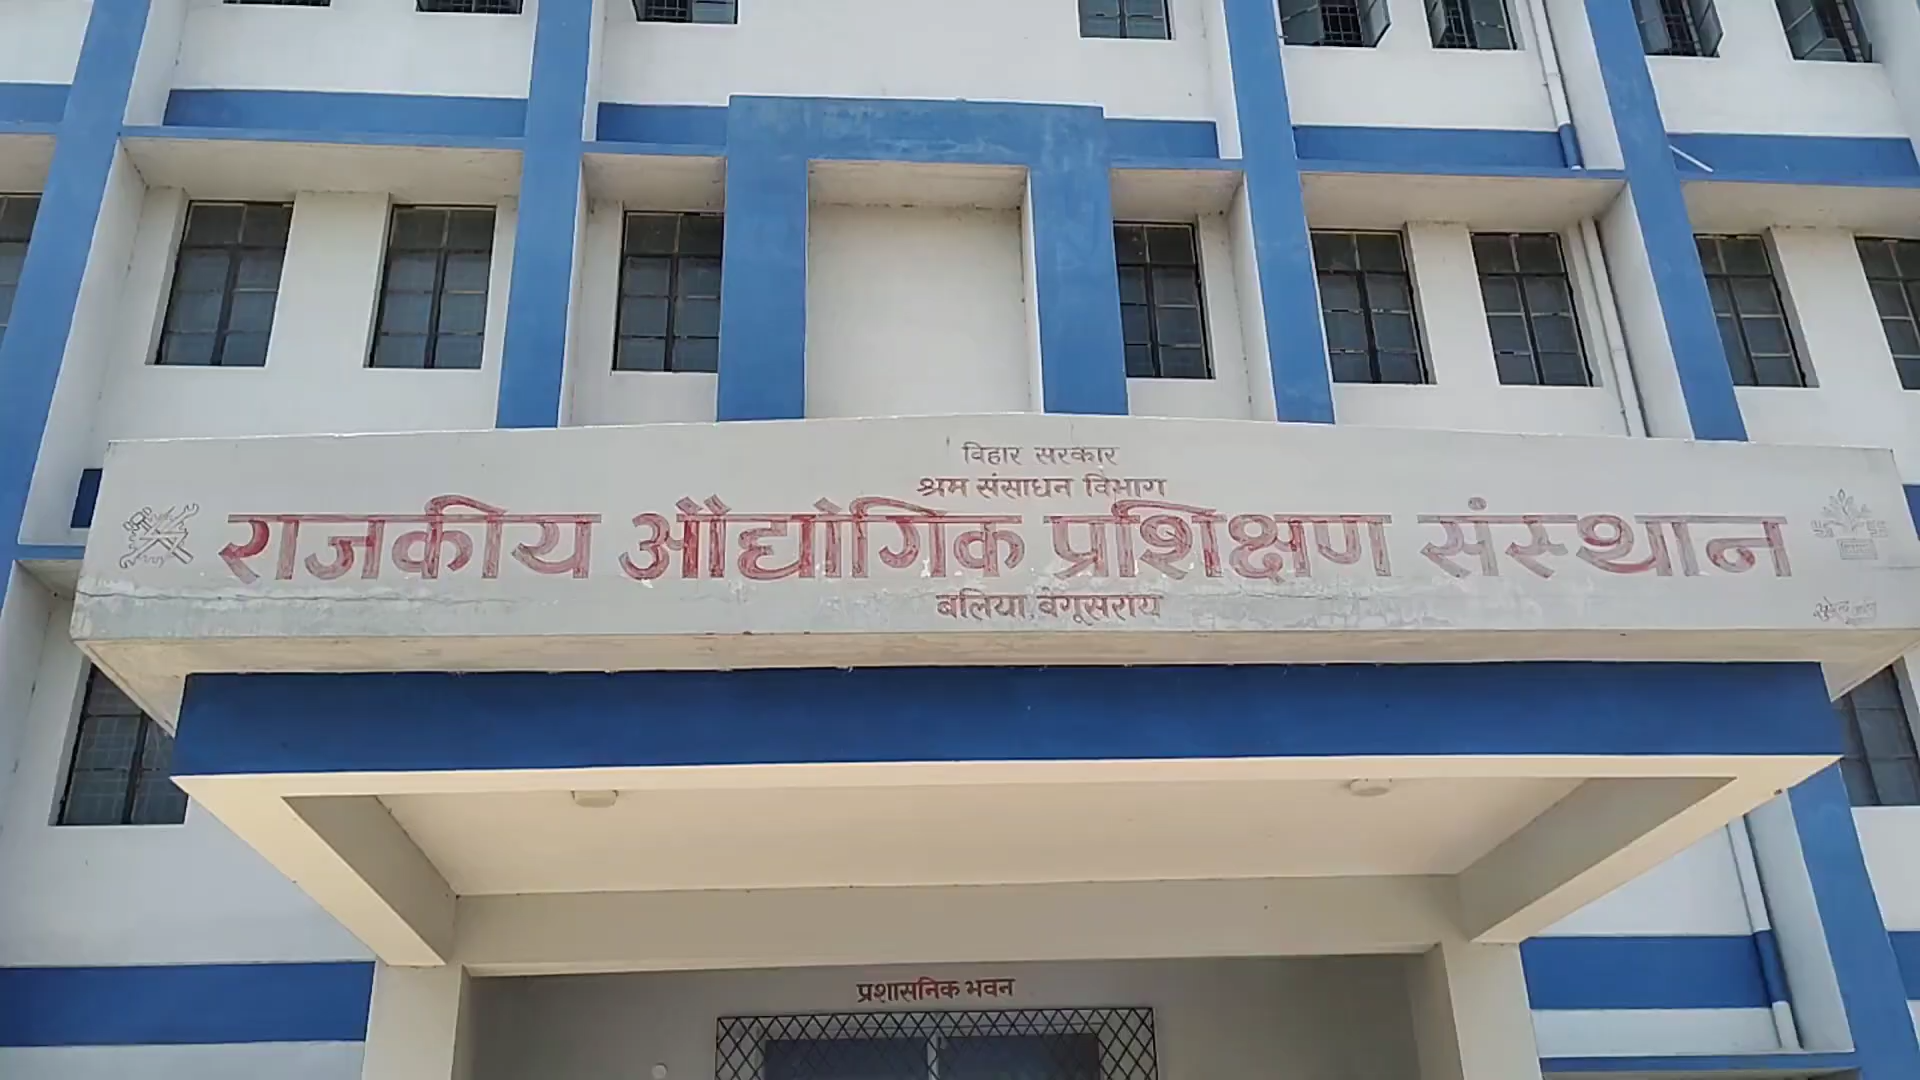 विहार सरकार
श्रम संसाधन विभाग
राजकीय औद्योगिक प्रशिक्षण संस्थान
बलिया, बेगूसराय
प्रशासनिक भवन